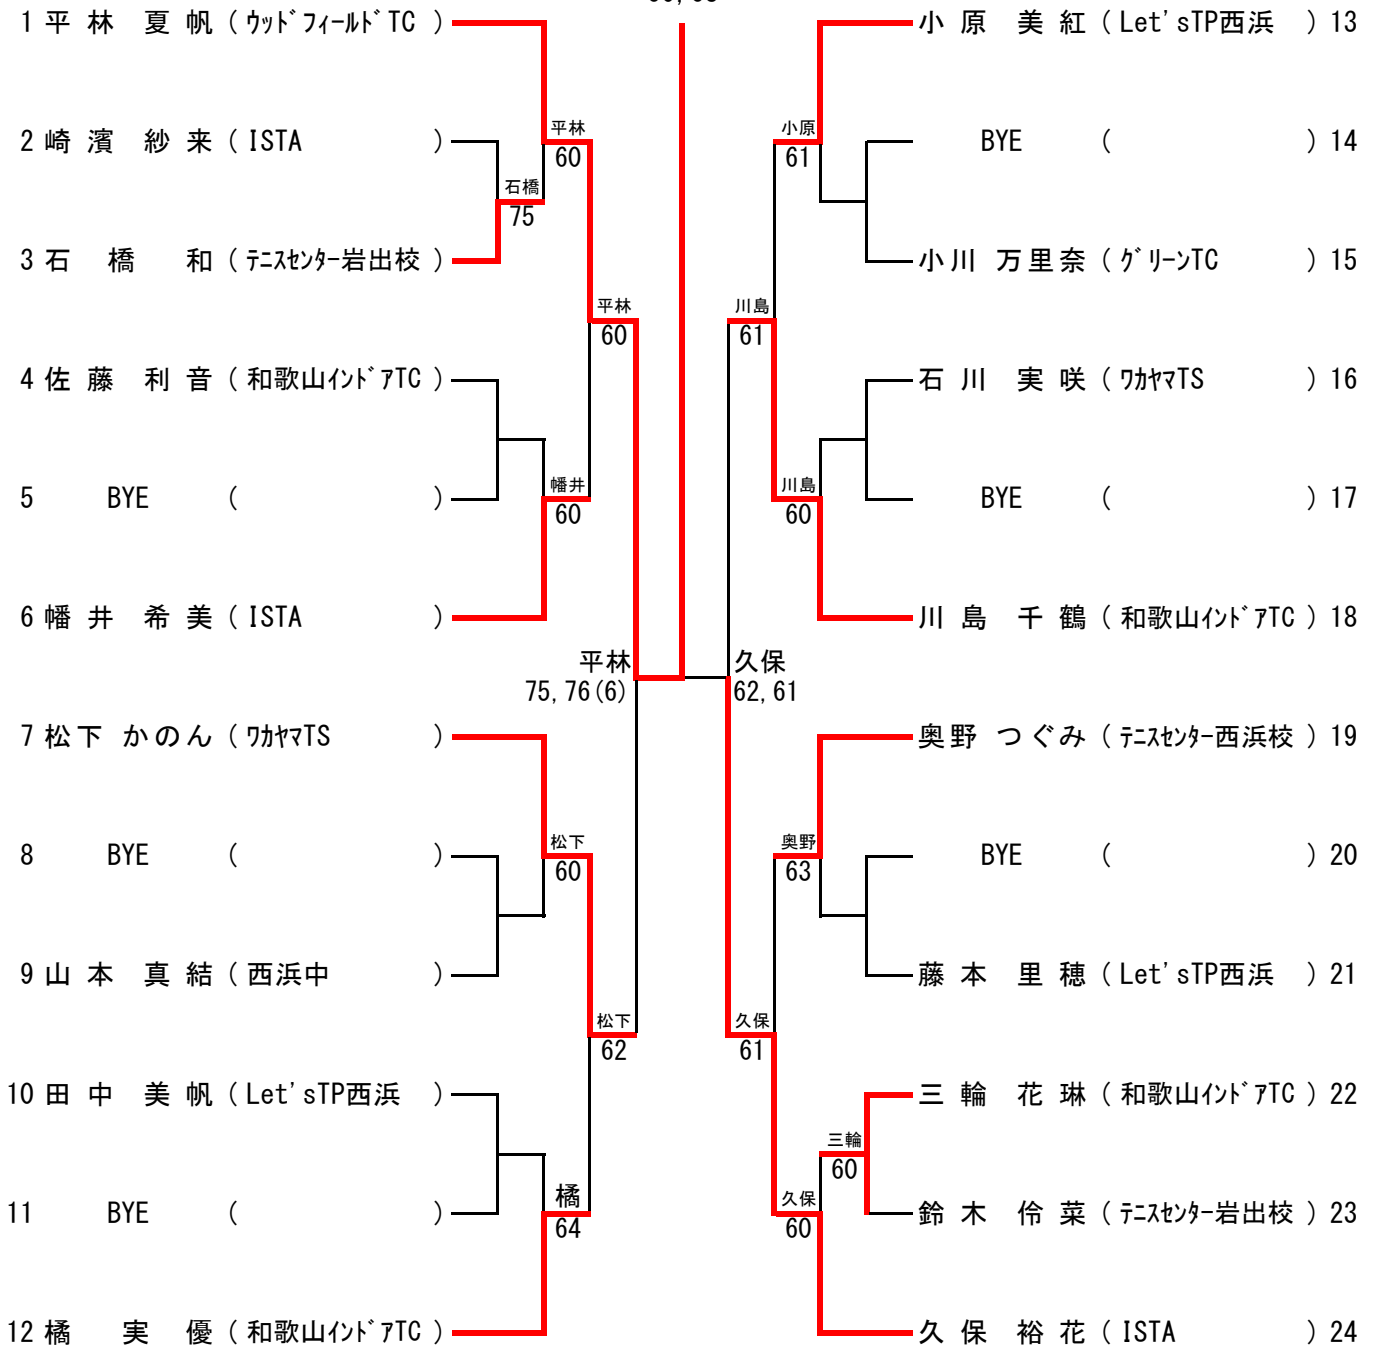 1 平林 夏帆 (ウッドフィールドTC)
2 崎濱 紗来 (ISTA)
3 石橋 和 (テニスセンター岩出校)
4 佐藤 利音 (和歌山インドアTC)
5 BYE ( )
6 幡井 希美 (ISTA)
7 松下 かのん (ワカヤマTS)
8 BYE ( )
9 山本 真結 (西浜中)
10 田中 美帆 (Let'sTP西浜)
11 BYE ( )
12 橘 実優 (和歌山インドアTC)
石橋
75
平林
60
幡井
60
松下
60
橘
64
平林
60
松下
62
平林
75,76(6)
久保
62,61
川島
61
久保
61
小原
61
川島
60
奥野
63
久保
60
三輪
60
小原 美紅 (Let'sTP西浜) 13
BYE ( ) 14
小川 万里奈 (グリーンTC) 15
石川 実咲 (ワカヤマTS) 16
BYE ( ) 17
川島 千鶴 (和歌山インドアTC) 18
奥野 つぐみ (テニスセンター西浜校) 19
BYE ( ) 20
藤本 里穂 (Let'sTP西浜) 21
三輪 花琳 (和歌山インドアTC) 22
鈴木 伶菜 (テニスセンター岩出校) 23
久保 裕花 (ISTA) 24